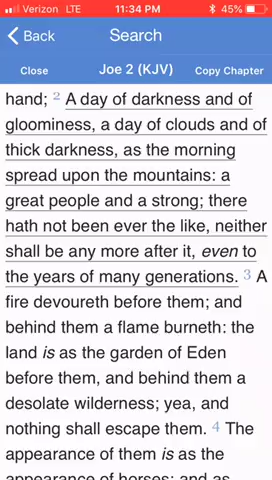 Verizon LTE 11:34 PM 45%
Back Search
Close Joe 2 (KJV) Copy Chapter
hand; 2 A day of darkness and of
gloominess, a day of clouds and of
thick darkness, as the morning
spread upon the mountains: a
great people and a strong; there
hath not been ever the like, neither
shall be any more after it, even to
the years of many generations. 3 A
fire devoureth before them; and
behind them a flame burneth: the
land is as the garden of Eden
before them, and behind them a
desolate wilderness; yea, and
nothing shall escape them. 4 The
appearance of them is as the
appearance of horses; and as